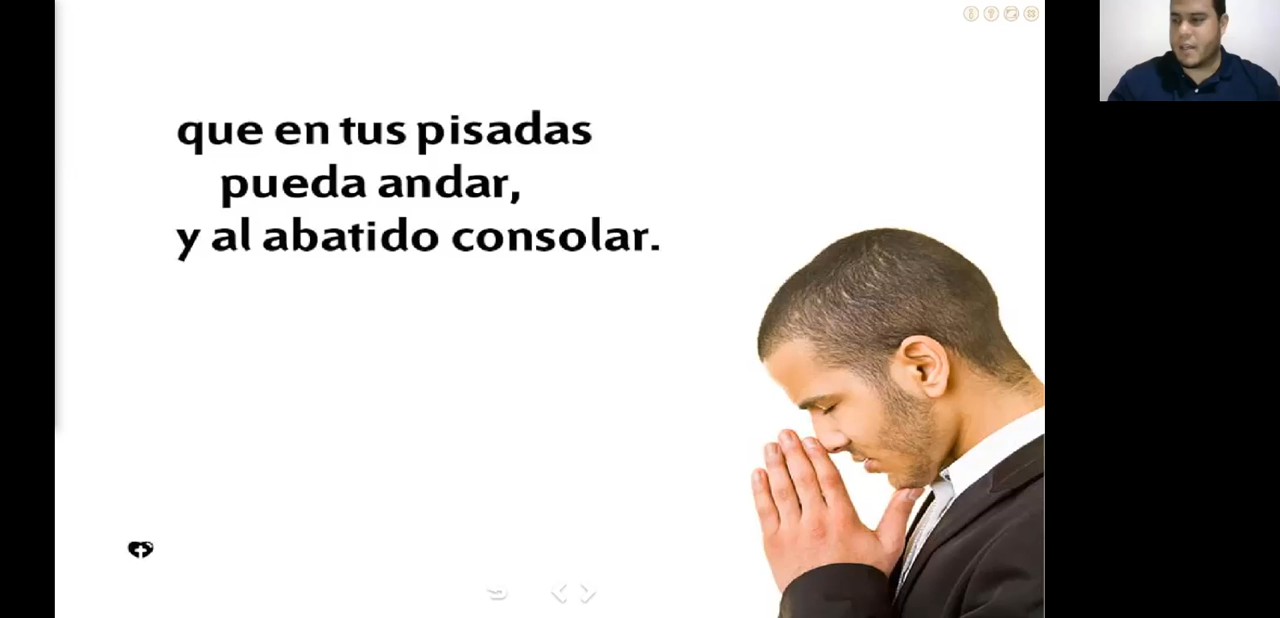 que en tus pisadas
pueda andar,
y al abatido consolar.